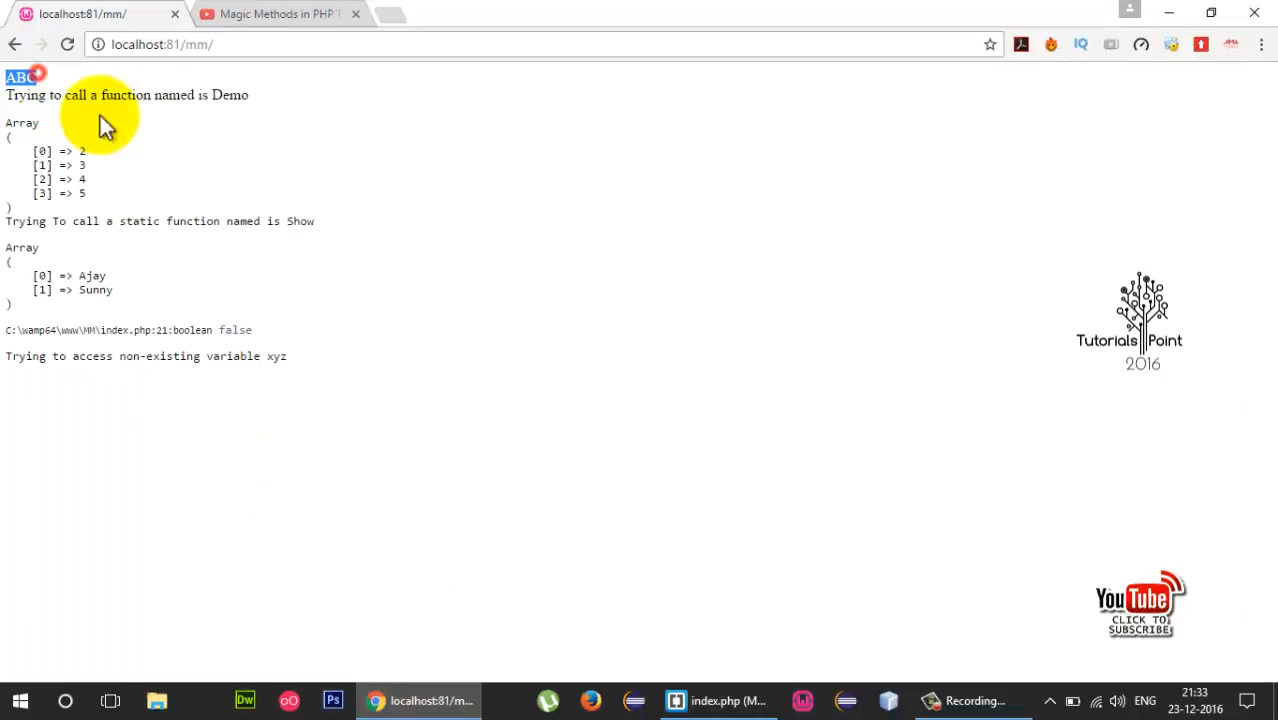 localhost:81/mm/
Magic Methods in PHP T
localhost:81/mm/
IQ
ABC
Trying to call a function named is Demo
Array
(
[0] => 2
[1] => 3
[2] => 4
[3] => 5
)
Trying To call a static function named is Show
Array
(
[0] => Ajay
[1] => Sunny
)
C:\wamp64\www\MM\index.php:21:boolean false
Trying to access non-existing variable xyz
Tutorials Point
2016
YouTube
CLICK TO
SUBSCRIBE
Dw
Ps
localhost:81/m...
index.php (M...
Recording...
ENG
21:33
23-12-2016